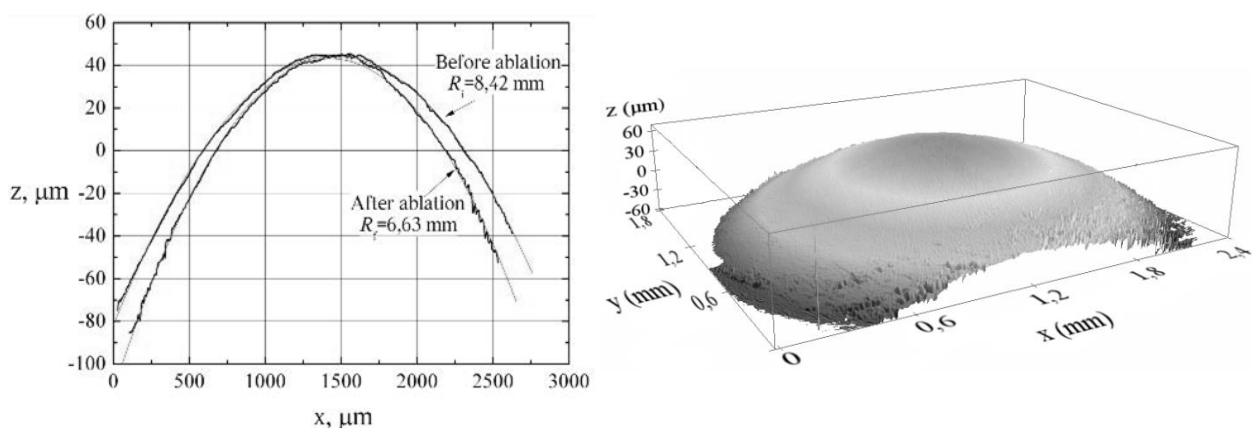 60
40
20
0
-20
-40
-60
-80
-100
z, μm
Before ablation
Ri=8,42 mm
After ablation
Rf=6,63 mm
0 500 1000 1500 2000 2500 3000
x, μm
z (μm)
60
30
0
-30
-60
1,8
1,2
0,6
y (mm)
0
0,6
1,2
1,8
2,4
x (mm)